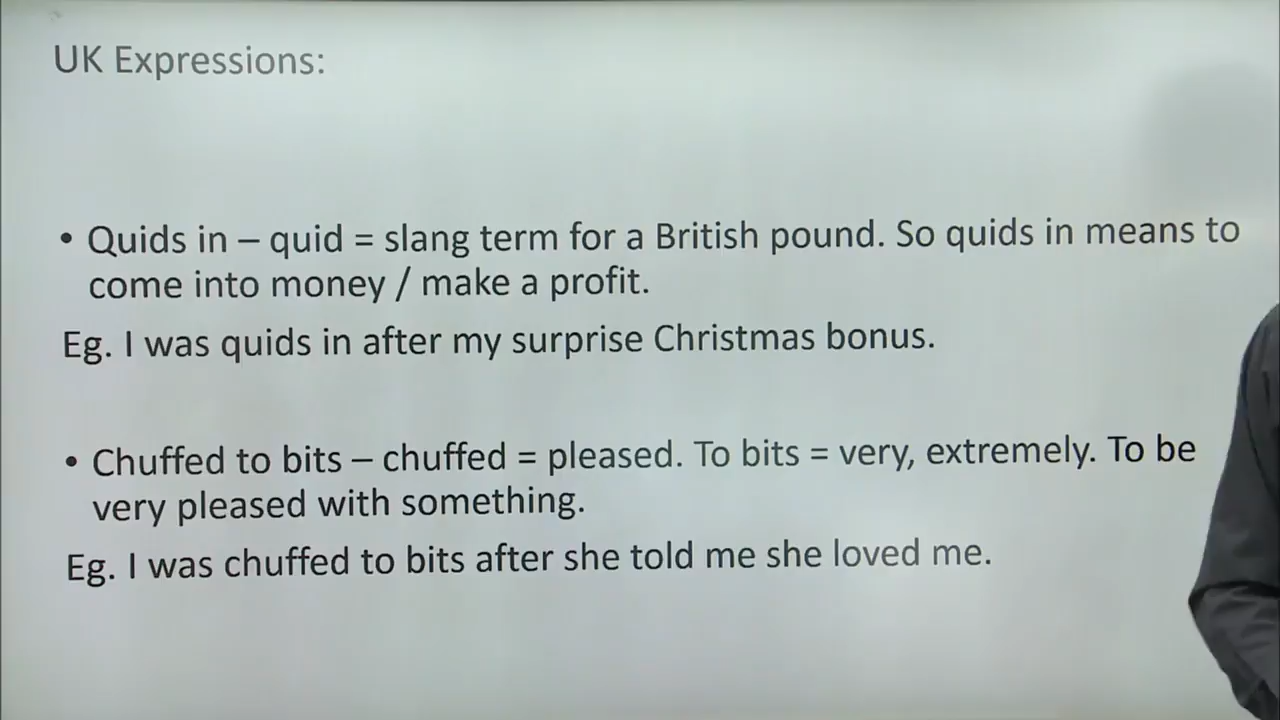 UK Expressions:
• Quids in – quid = slang term for a British pound. So quids in means to
come into money / make a profit.
Eg. I was quids in after my surprise Christmas bonus.
• Chuffed to bits – chuffed = pleased. To bits = very, extremely. To be
very pleased with something.
Eg. I was chuffed to bits after she told me she loved me.